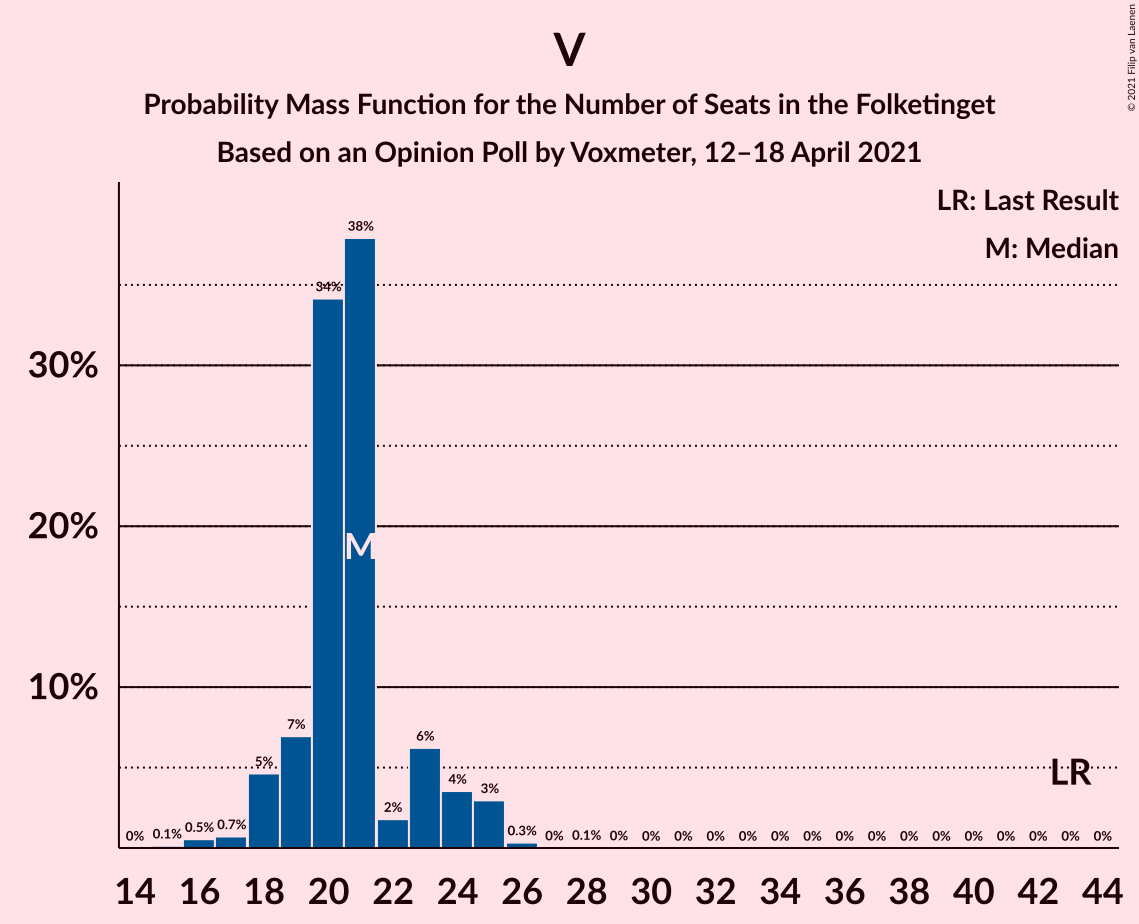 V
Probability Mass Function for the Number of Seats in the Folketinget
Based on an Opinion Poll by Voxmeter, 12–18 April 2021
© 2021 Filip van Laenen
LR: Last Result
M: Median
30%
20%
10%
0% 0.1% 0.5% 0.7% 5% 7% 34% 38% 2% 6% 4% 3% 0.3% 0% 0.1% 0% 0% 0% 0% 0% 0% 0% 0% 0% 0% 0% 0% 0% 0% 0% 0%
M
LR
14 16 18 20 22 24 26 28 30 32 34 36 38 40 42 44